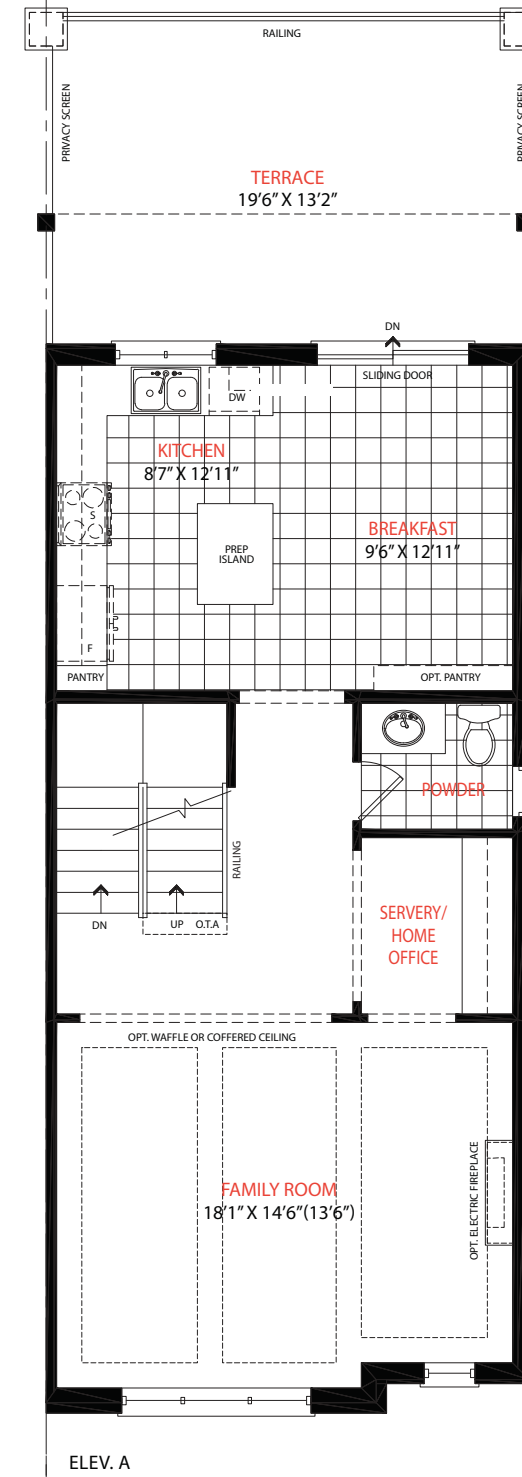 RAILING
PRIVACY SCREEN
PRIVACY SCREEN
TERRACE
19'6" X 13'2"
DN
SLIDING DOOR
DW
KITCHEN
8'7" X 12'11"
S
BREAKFAST
9'6" X 12'11"
PREP
ISLAND
F
PANTRY
OPT. PANTRY
POWDER
RAILING
DN
UP
O.T.A
SERVERY/
HOME
OFFICE
OPT. WAFFLE OR COFFERED CEILING
OPT. ELECTRIC FIREPLACE
FAMILY ROOM
18'1" X 14'6"(13'6")
ELEV. A